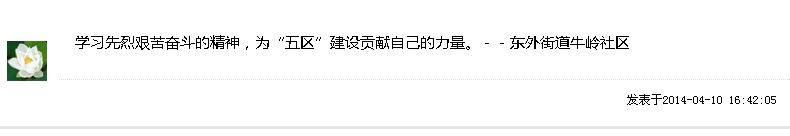 学习先烈艰苦奋斗的精神，为“五区”建设贡献自己的力量。－－东外街道牛岭社区
发表于2014-04-10 16:42:05